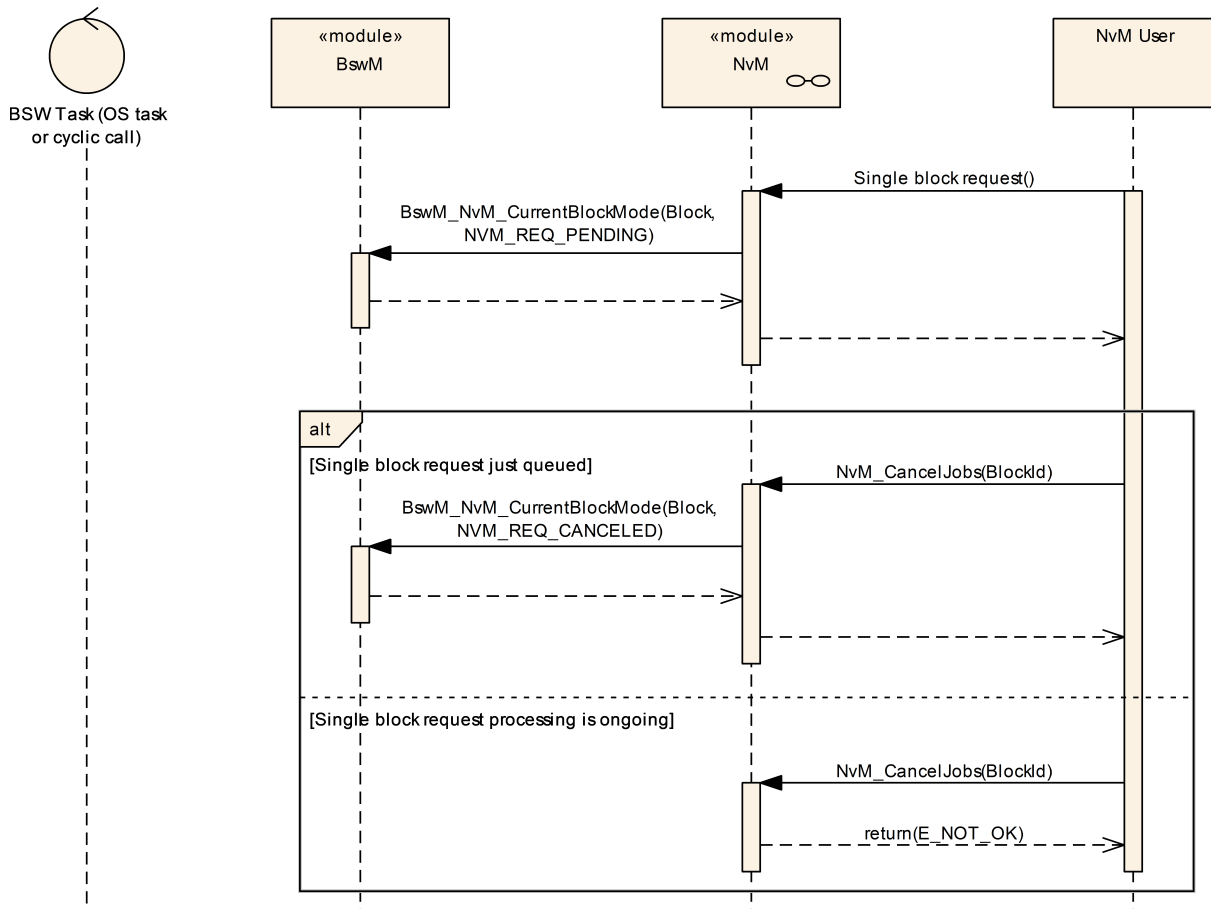 «module»
BswM
«module»
NvM
NvM User
BSW Task (OS task
or cyclic call)
Single block request()
BswM_NvM_CurrentBlockMode(Block,
NVM_REQ_PENDING)
alt
[Single block request just queued]
NvM_CancelJobs(BlockId)
BswM_NvM_CurrentBlockMode(Block,
NVM_REQ_CANCELED)
[Single block request processing is ongoing]
NvM_CancelJobs(BlockId)
return(E_NOT_OK)